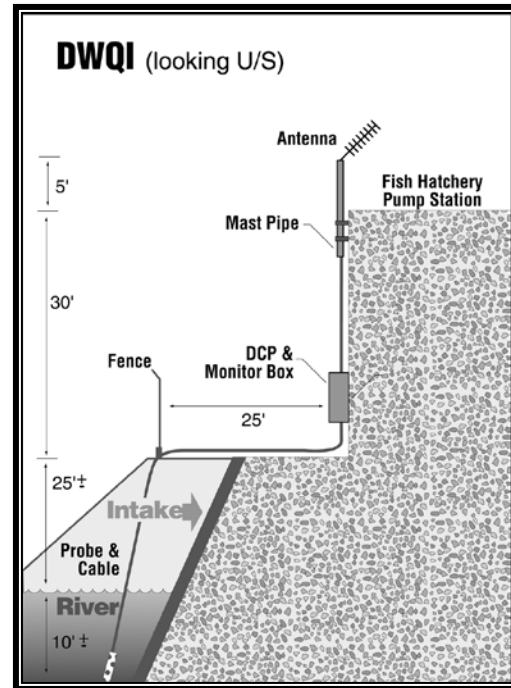 DWQI (looking U/S)
Antenna
5'
Fish Hatchery
Pump Station
Mast Pipe
30'
DCP &
Monitor Box
Fence
25'
25'±
Intake
Probe &
Cable
River
10'±